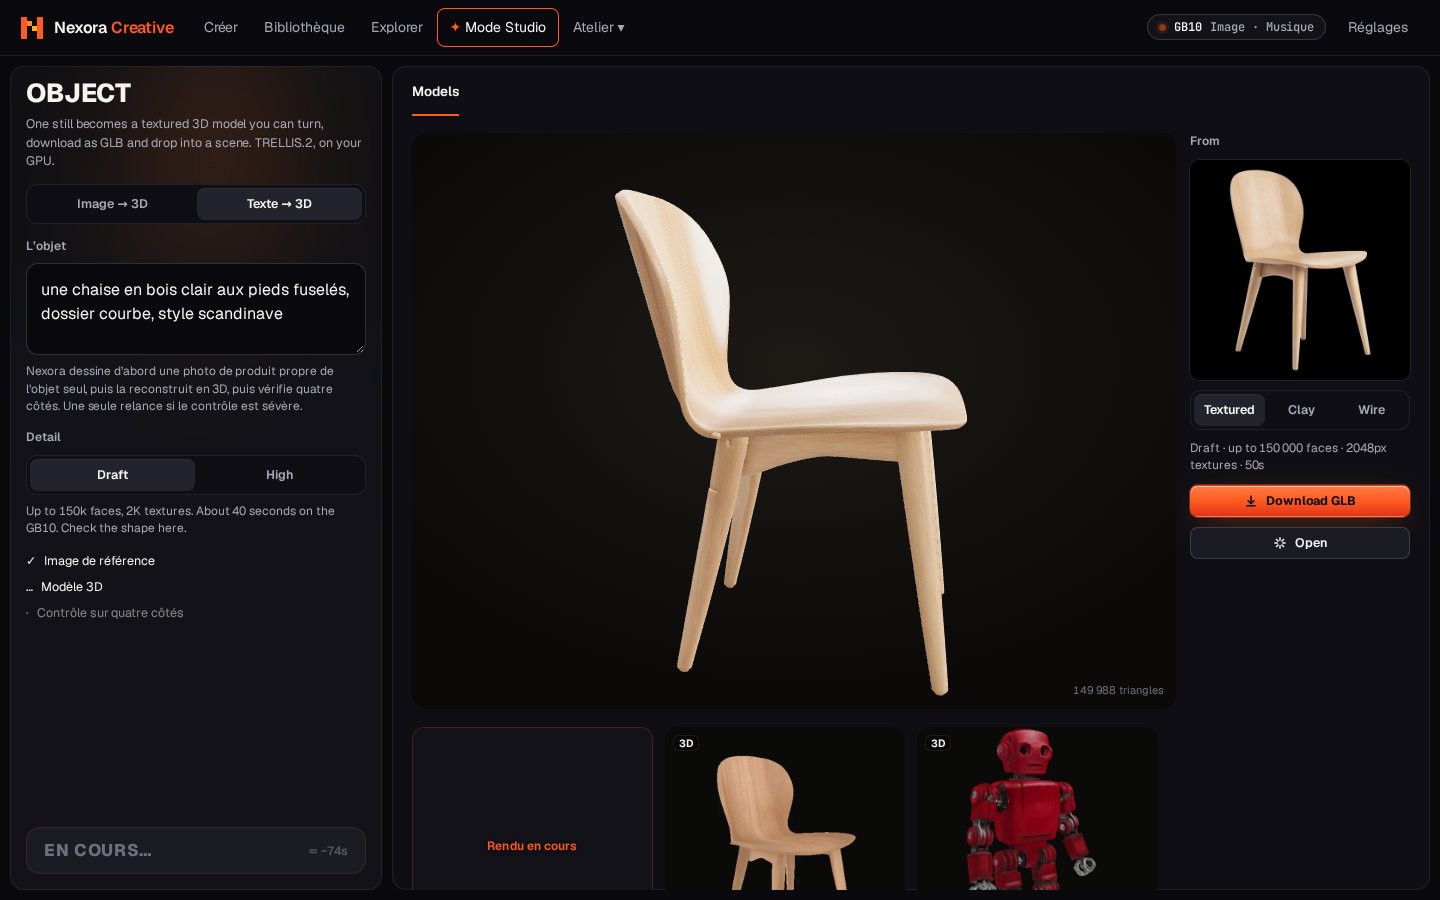 Nexora Creative
Créer
Bibliothèque
Explorer
✦ Mode Studio
Atelier ▾
GB10 Image · Musique
Réglages
OBJECT
One still becomes a textured 3D model you can turn,
download as GLB and drop into a scene. TRELLIS.2, on your
GPU.
Image → 3D
Texte → 3D
L'objet
une chaise en bois clair aux pieds fuselés,
dossier courbe, style scandinave
Nexora dessine d'abord une photo de produit propre de
l'objet seul, puis la reconstruit en 3D, puis vérifie quatre
côtés. Une seule relance si le contrôle est sévère.
Detail
Draft
High
Up to 150k faces, 2K textures. About 40 seconds on the
GB10. Check the shape here.
✓ Image de référence
… Modèle 3D
· Contrôle sur quatre côtés
EN COURS…
≈ ~74s
Models
149 988 triangles
From
Textured
Clay
Wire
Draft · up to 150 000 faces · 2048px
textures · 50s
Download GLB
Open
Rendu en cours
3D
3D